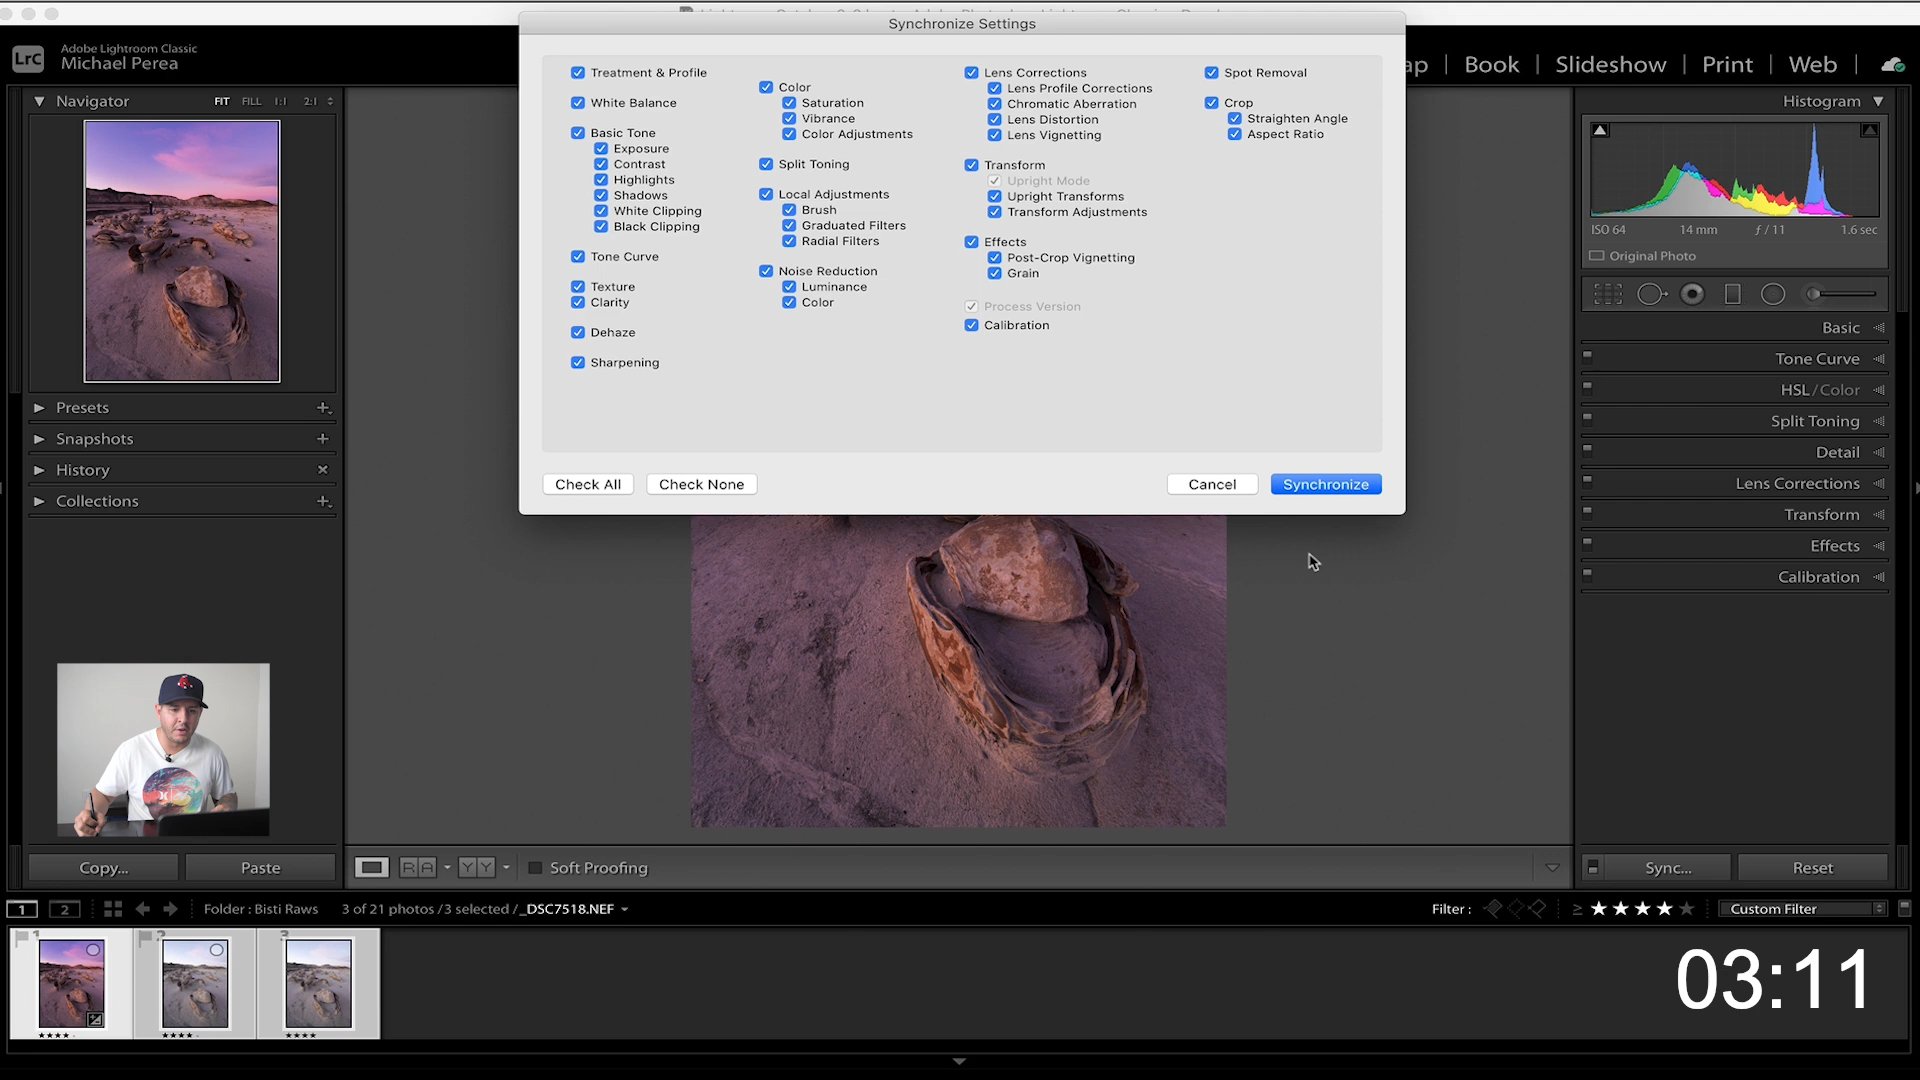 Synchronize Settings
LrC
Adobe Lightroom Classic
Michael Perea
Book
Slideshow
Print
Web
Navigator
FIT
FILL
1:1
2:1
Treatment & Profile
White Balance
Basic Tone
Exposure
Contrast
Highlights
Shadows
White Clipping
Black Clipping
Tone Curve
Texture
Clarity
Dehaze
Sharpening
Color
Saturation
Vibrance
Color Adjustments
Split Toning
Local Adjustments
Brush
Graduated Filters
Radial Filters
Noise Reduction
Luminance
Color
Lens Corrections
Lens Profile Corrections
Chromatic Aberration
Lens Distortion
Lens Vignetting
Transform
Upright Mode
Upright Transforms
Transform Adjustments
Effects
Post-Crop Vignetting
Grain
Process Version
Calibration
Spot Removal
Crop
Straighten Angle
Aspect Ratio
Check All
Check None
Cancel
Synchronize
Histogram
ISO 64
14 mm
ƒ / 11
1.6 sec
Original Photo
Basic
Tone Curve
HSL / Color
Split Toning
Detail
Lens Corrections
Transform
Effects
Calibration
Presets
Snapshots
History
Collections
Copy...
Paste
R A
Y Y
Soft Proofing
Sync...
Reset
1
2
Folder : Bisti Raws
3 of 21 photos /3 selected /_DSC7518.NEF
Filter :
≥
Custom Filter
1
2
3
03:11